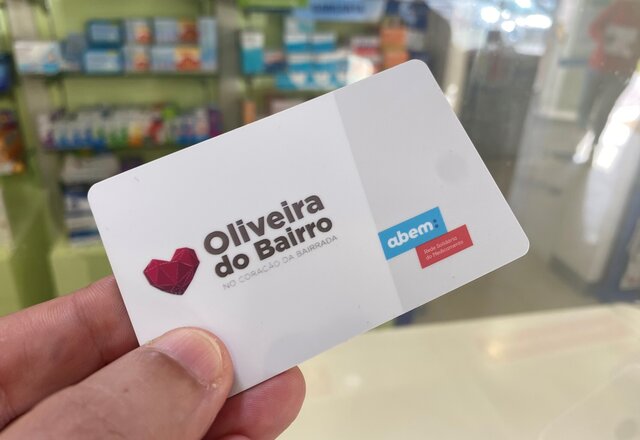 Oliveira
do Bairro
NO CORAÇÃO DA BAIRRADA
abem:
Rede Solidária
do Medicamento